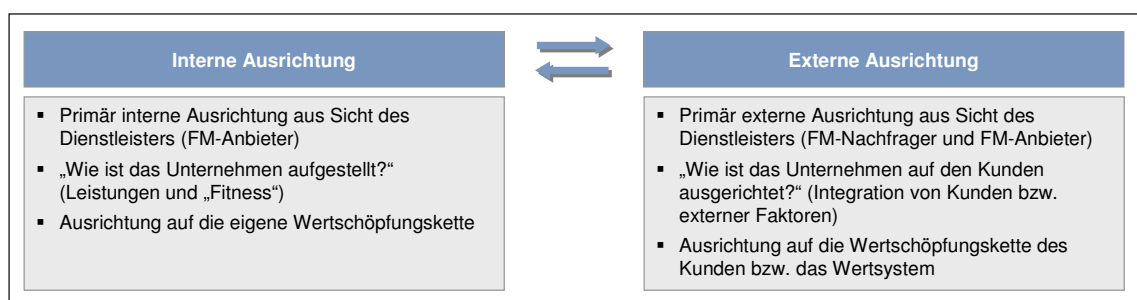 Interne Ausrichtung
▪ Primär interne Ausrichtung aus Sicht des
Dienstleisters (FM-Anbieter)
▪ „Wie ist das Unternehmen aufgestellt?“
(Leistungen und „Fitness“)
▪ Ausrichtung auf die eigene Wertschöpfungskette
Externe Ausrichtung
▪ Primär externe Ausrichtung aus Sicht des
Dienstleisters (FM-Nachfrager und FM-Anbieter)
▪ „Wie ist das Unternehmen auf den Kunden
ausgerichtet?“ (Integration von Kunden bzw.
externer Faktoren)
▪ Ausrichtung auf die Wertschöpfungskette des
Kunden bzw. das Wertsystem